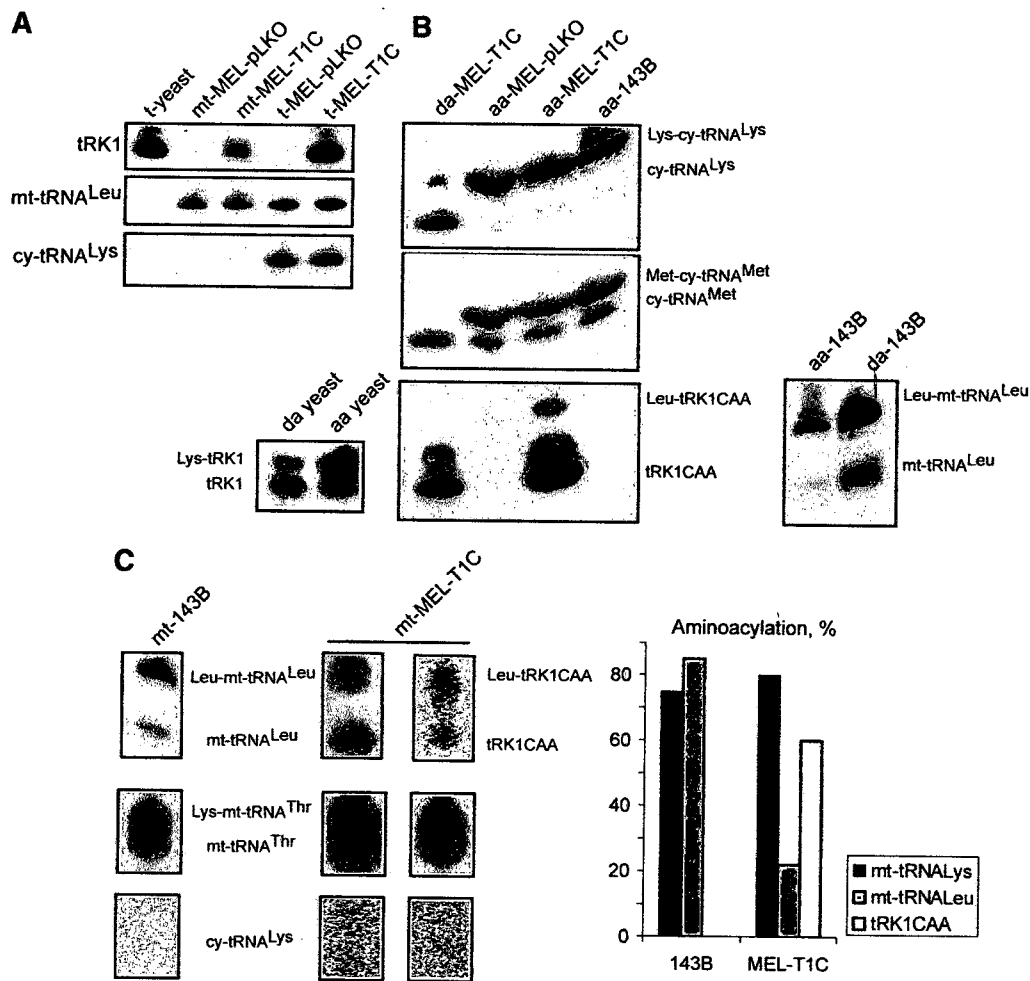 A
t-yeast
mt-MEL-pLKO
mt-MEL-T1C
t-MEL-pLKO
t-MEL-T1C
tRK1
mt-tRNALeu
cy-tRNALys
B
da-MEL-T1C
aa-MEL-pLKO
aa-MEL-T1C
aa-143B
Lys-cy-tRNALys
cy-tRNALys
Met-cy-tRNAMet
cy-tRNAMet
Leu-tRK1CAA
tRK1CAA
da yeast
aa yeast
Lys-tRK1
tRK1
aa-143B
da-143B
Leu-mt-tRNALeu
mt-tRNALeu
C
mt-143B
mt-MEL-T1C
Leu-mt-tRNALeu
mt-tRNALeu
Leu-tRK1CAA
tRK1CAA
Lys-mt-tRNAThr
mt-tRNAThr
cy-tRNALys
Aminoacylation, %
80
60
40
20
0
143B
MEL-T1C
mt-tRNALys
mt-tRNALeu
tRK1CAA